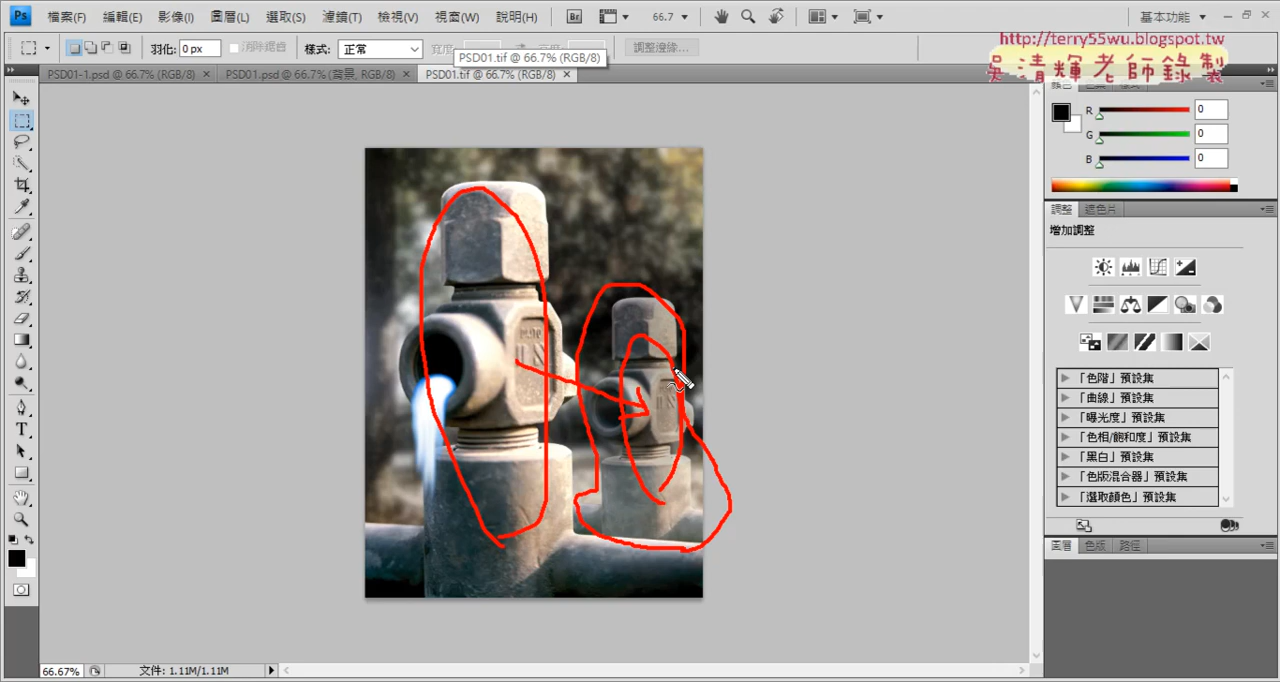 Ps 檔案(F) 編輯(E) 影像(I) 圖層(L) 選取(S) 濾鏡(T) 檢視(V) 視窗(W) 說明(H) Br 66.7 基本功能
http://terry55wu.blogspot.tw
羽化: 0 px 消除鋸齒 樣式: 正常 寬度: 調整邊緣...
PSD01.tif @ 66.7% (RGB/8)
吳清輝老師錄製
PSD01-1.psd @ 66.7% (RGB/8) × PSD01.psd @ 66.7% (背景, RGB/8) × PSD01.tif @ 66.7% (RGB/8) ×
顏色
R 0
G 0
B 0
調整 遮色片
增加調整
「色階」預設集
「曲線」預設集
「曝光度」預設集
「色相/飽和度」預設集
「黑白」預設集
「色版混合器」預設集
「選取顏色」預設集
圖層 色版 路徑
66.67% 文件: 1.11M/1.11M